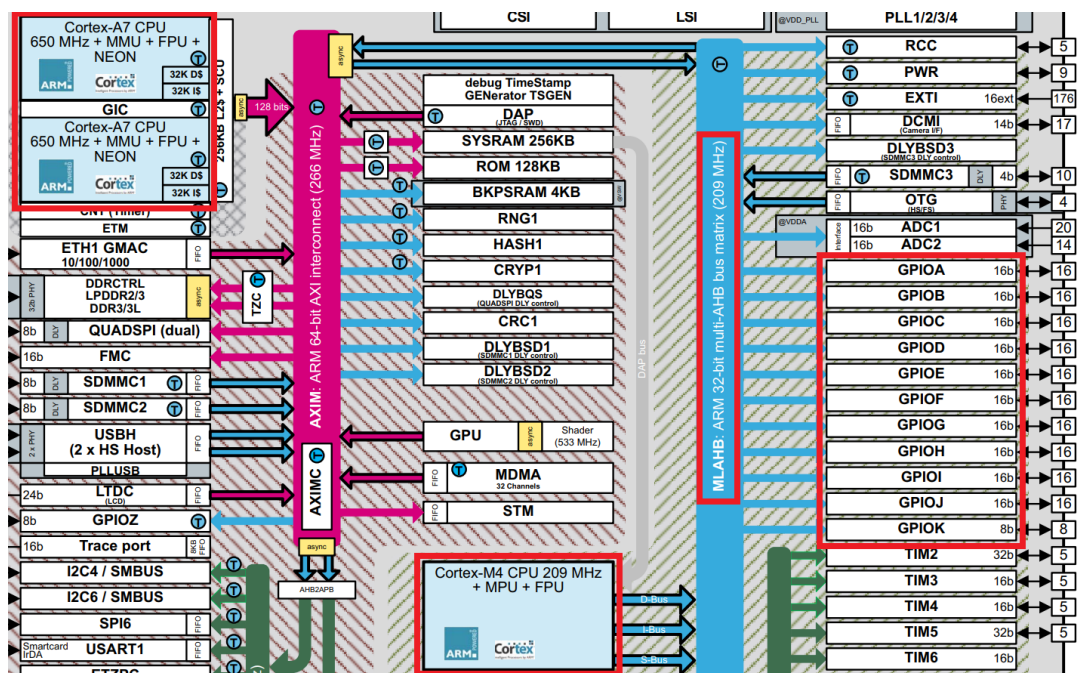 Cortex-A7 CPU
650 MHz + MMU + FPU +
NEON
T
ARM
Cortex
32K D$
32K I$
GIC
T
Cortex-A7 CPU
650 MHz + MMU + FPU +
NEON
T
ARM
Cortex
32K D$
32K I$
256KB L2$ + SCU
T
async
128 bits
CNT (Timer)
T
ETM
T
ETH1 GMAC
10/100/1000
FIFO
32b PHY
DDRCTRL
LPDDR2/3
DDR3/3L
async
TZC
T
8b
DLY
QUADSPI (dual)
16b
FMC
8b
DLY
SDMMC1
T
FIFO
8b
DLY
SDMMC2
T
FIFO
2 x PHY
USBH
(2 x HS Host)
FIFO
PLLUSB
24b
LTDC
(LCD)
FIFO
8b
GPIOZ
T
16b
Trace port
8KB
FIFO
I2C4 / SMBUS
T
I2C6 / SMBUS
T
SPI6
FIFO
T
Smartcard
IrDA
USART1
FIFO
T
T
async
AXIM: ARM 64-bit AXI interconnect (266 MHz)
T
AXIMC
T
async
AHB2APB
CSI
LSI
debug TimeStamp
GENerator TSGEN
T
DAP
(JTAG / SWD)
T
SYSRAM 256KB
T
ROM 128KB
T
BKPSRAM 4KB
T
RNG1
T
HASH1
T
CRYP1
DLYBQS
(QUADSPI DLY control)
CRC1
DLYBSD1
(SDMMC1 DLY control)
DLYBSD2
(SDMMC2 DLY control)
GPU
async
Shader
(533 MHz)
FIFO
T
MDMA
32 Channels
FIFO
STM
DAP bus
Cortex-M4 CPU 209 MHz
+ MPU + FPU
ARM
Cortex
D-Bus
I-Bus
S-Bus
T
MLAHB: ARM 32-bit multi-AHB bus matrix (209 MHz)
@VDD_PLL
PLL1/2/3/4
T
RCC
5
T
PWR
9
T
EXTI
16ext
176
FIFO
DCMI
(Camera I/F)
14b
17
DLYBSD3
(SDMMC3 DLY control)
FIFO
T
SDMMC3
DLY
4b
10
FIFO
OTG
(HS/FS)
PHY
4
@VDDA
Interface
16b
ADC1
20
16b
ADC2
14
GPIOA
16b
16
GPIOB
16b
16
GPIOC
16b
16
GPIOD
16b
16
GPIOE
16b
16
GPIOF
16b
16
GPIOG
16b
16
GPIOH
16b
16
GPIOI
16b
16
GPIOJ
16b
16
GPIOK
8b
8
TIM2
32b
5
TIM3
16b
5
TIM4
16b
5
TIM5
32b
5
TIM6
16b